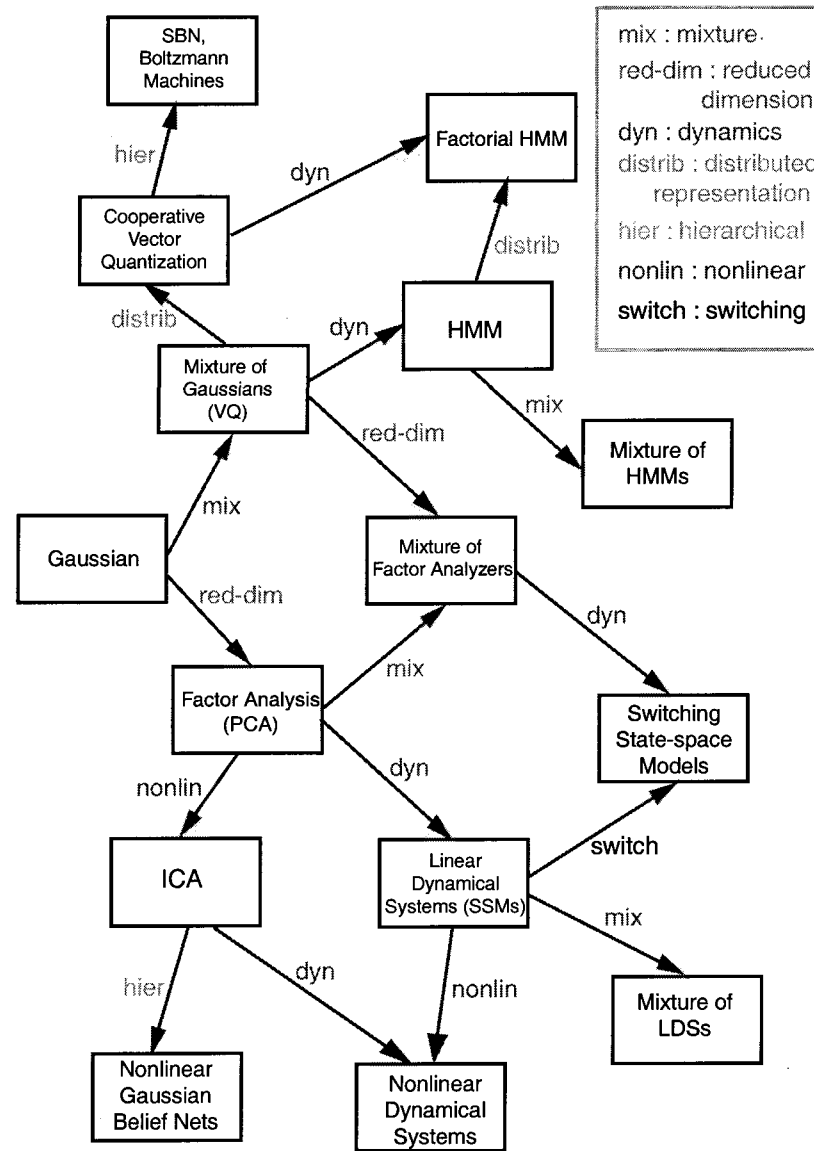 SBN,
Boltzmann
Machines
mix : mixture
red-dim : reduced
dimension
dyn : dynamics
distrib : distributed
representation
hier : hierarchical
nonlin : nonlinear
switch : switching
hier
dyn
Factorial HMM
Cooperative
Vector
Quantization
distrib
distrib
dyn
HMM
Mixture of
Gaussians
(VQ)
red-dim
mix
Mixture of
HMMs
mix
Gaussian
Mixture of
Factor Analyzers
red-dim
dyn
mix
Factor Analysis
(PCA)
Switching
State-space
Models
nonlin
dyn
switch
ICA
Linear
Dynamical
Systems (SSMs)
mix
hier
dyn
nonlin
Mixture of
LDSs
Nonlinear
Gaussian
Belief Nets
Nonlinear
Dynamical
Systems